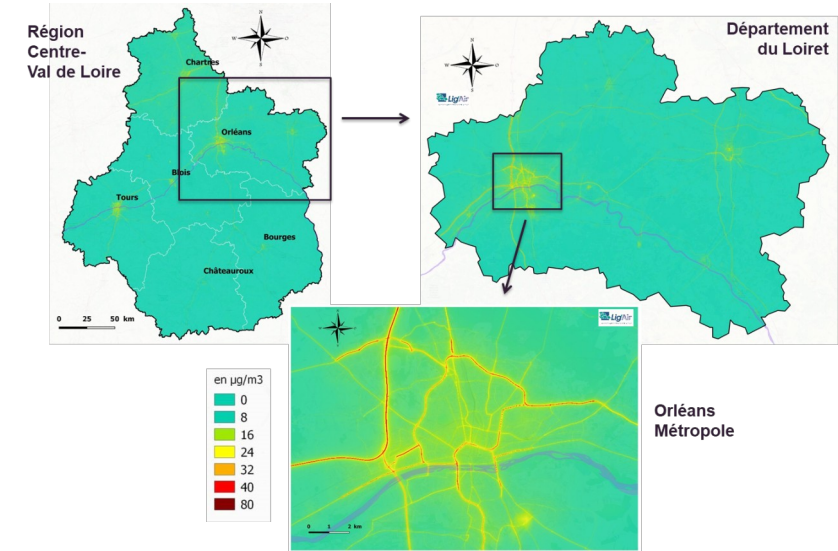 Région
Centre-
Val de Loire
Chartres
Orléans
Blois
Tours
Bourges
Châteauroux
0 25 50 km
N
O
S
Département
du Loiret
Lig'Air
N
O
S
Lig'Air
0 1 2 km
en µg/m3
0
8
16
24
32
40
80
Orléans
Métropole